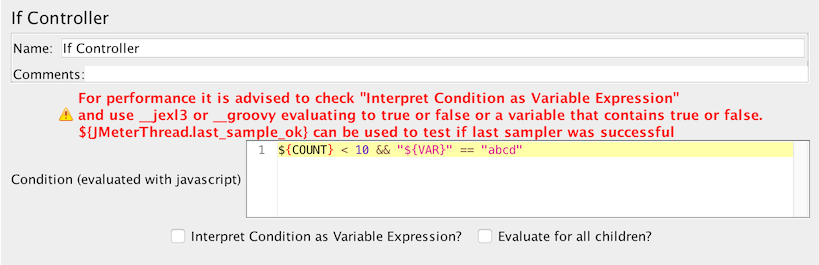 If Controller
Name: If Controller
Comments:
For performance it is advised to check "Interpret Condition as Variable Expression"
and use __jexl3 or __groovy evaluating to true or false or a variable that contains true or false.
${JMeterThread.last_sample_ok} can be used to test if last sampler was successful
1 ${COUNT} < 10 && "${VAR}" == "abcd"
Condition (evaluated with javascript)
Interpret Condition as Variable Expression? Evaluate for all children?